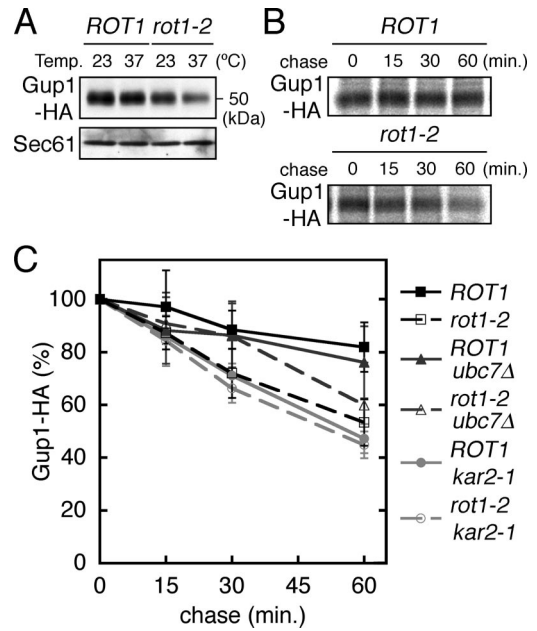 A
ROT1 rot1-2
Temp. 23 37 23 37 (ºC)
Gup1
-HA
50
(kDa)
Sec61
B
ROT1
chase 0 15 30 60 (min.)
Gup1
-HA
rot1-2
chase 0 15 30 60 (min.)
Gup1
-HA
C
Gup1-HA (%)
100
80
60
40
20
0
0 15 30 45 60
chase (min.)
ROT1
rot1-2
ROT1
ubc7Δ
rot1-2
ubc7Δ
ROT1
kar2-1
rot1-2
kar2-1